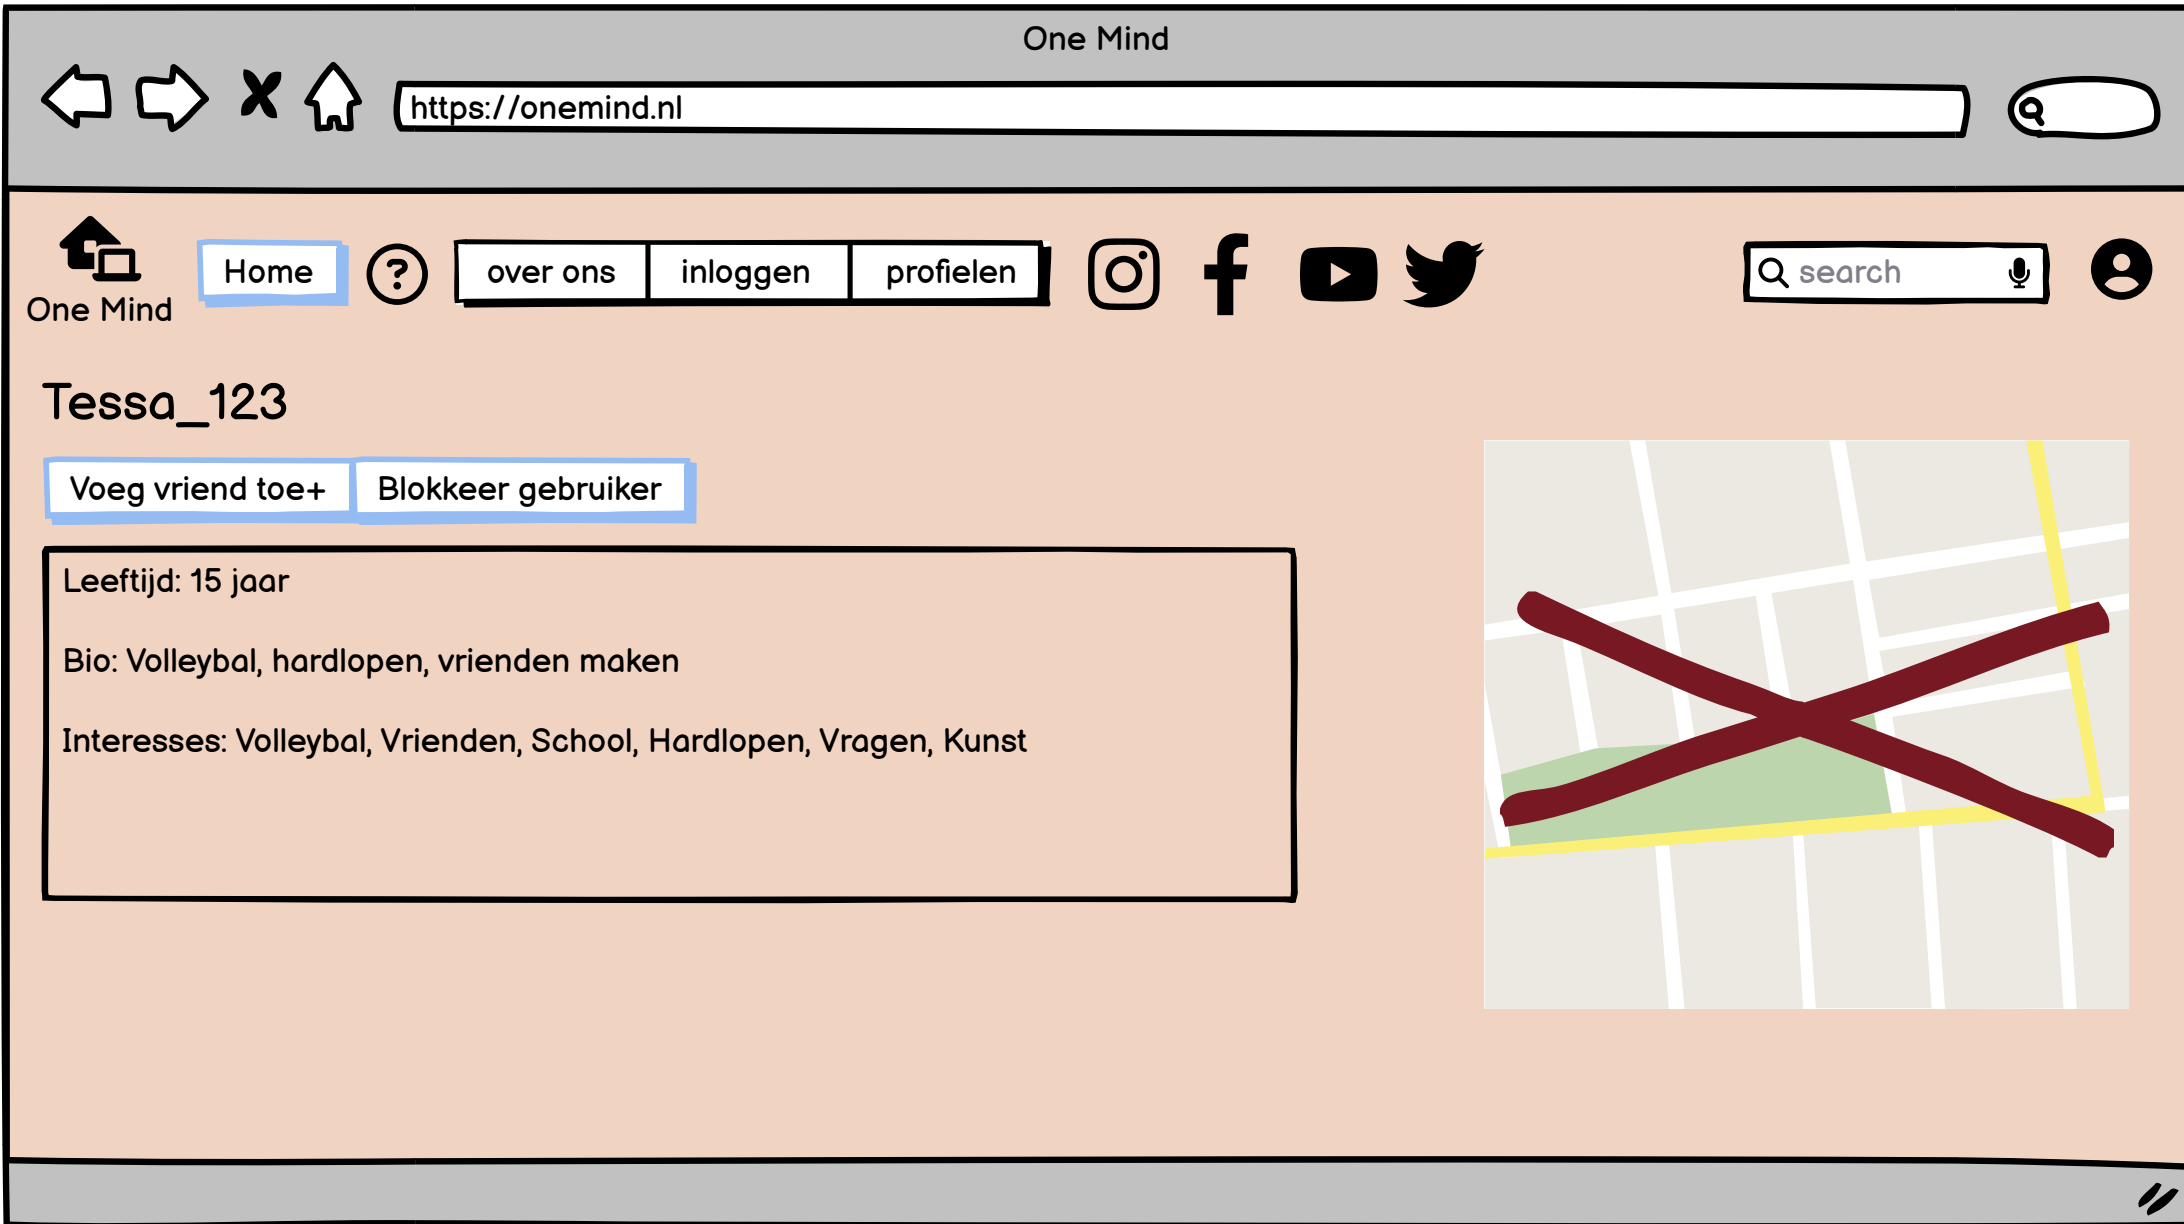 One Mind
https://onemind.nl
Home
?
over ons
inloggen
profielen
search
One Mind
Tessa_123
Voeg vriend toe+
Blokkeer gebruiker
Leeftijd: 15 jaar
Bio: Volleybal, hardlopen, vrienden maken
Interesses: Volleybal, Vrienden, School, Hardlopen, Vragen, Kunst